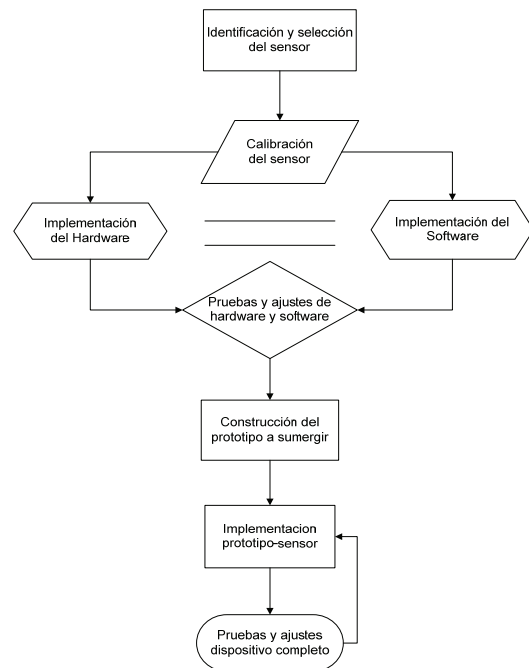 Identificación y selección
del sensor
Calibración
del sensor
Implementación
del Hardware
Implementación del
Software
Pruebas y ajustes de
hardware y software
Construcción del
prototipo a sumergir
Implementacion
prototipo-sensor
Pruebas y ajustes
dispositivo completo